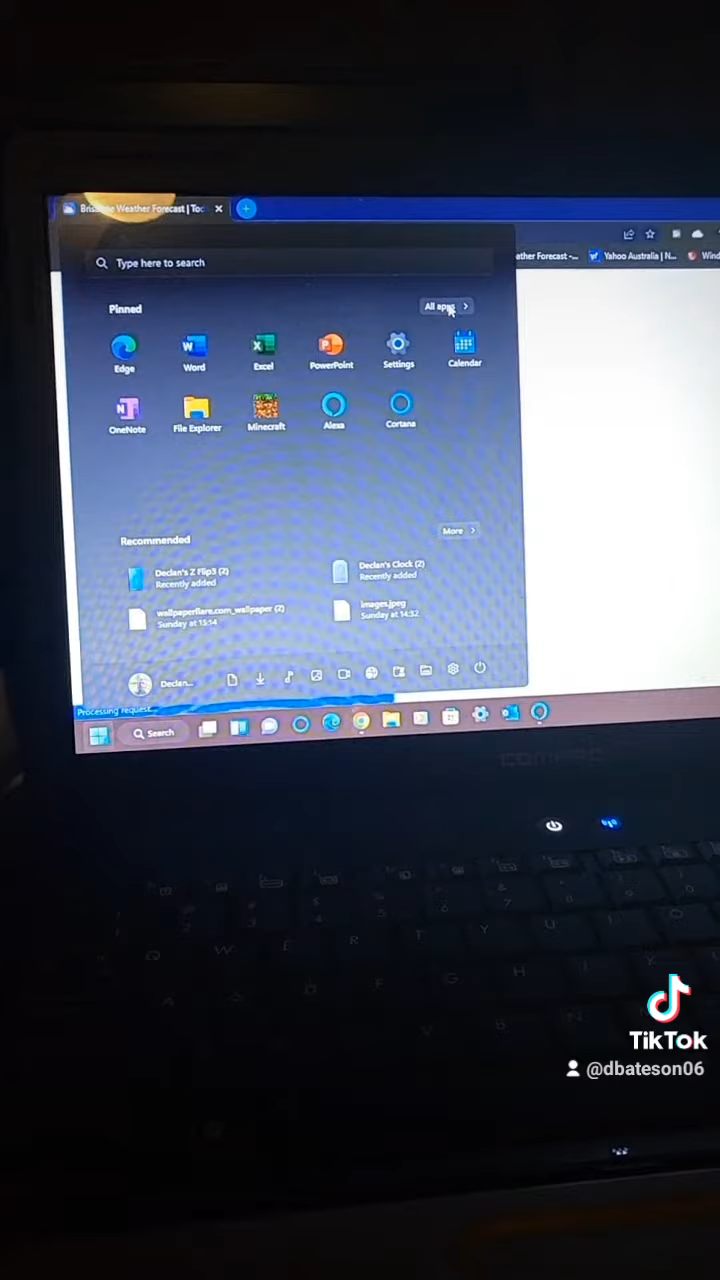 Brisbane Weather Forecast | Tod
ather Forecast -...
Yahoo Australia | N...
Wind
Type here to search
Pinned
All apps
Edge
Word
Excel
PowerPoint
Settings
Calendar
OneNote
File Explorer
Minecraft
Alexa
Cortana
Recommended
More
Declan's Z Flip3 (2)
Recently added
Declan's Clock (2)
Recently added
wallpaperflare.com_wallpaper (2)
Sunday at 15:14
images.jpeg
Sunday at 14:52
Declan...
Processing request...
Search
COMPAQ
Q W E R T Y U
A D F G H
TikTok
@dbateson06